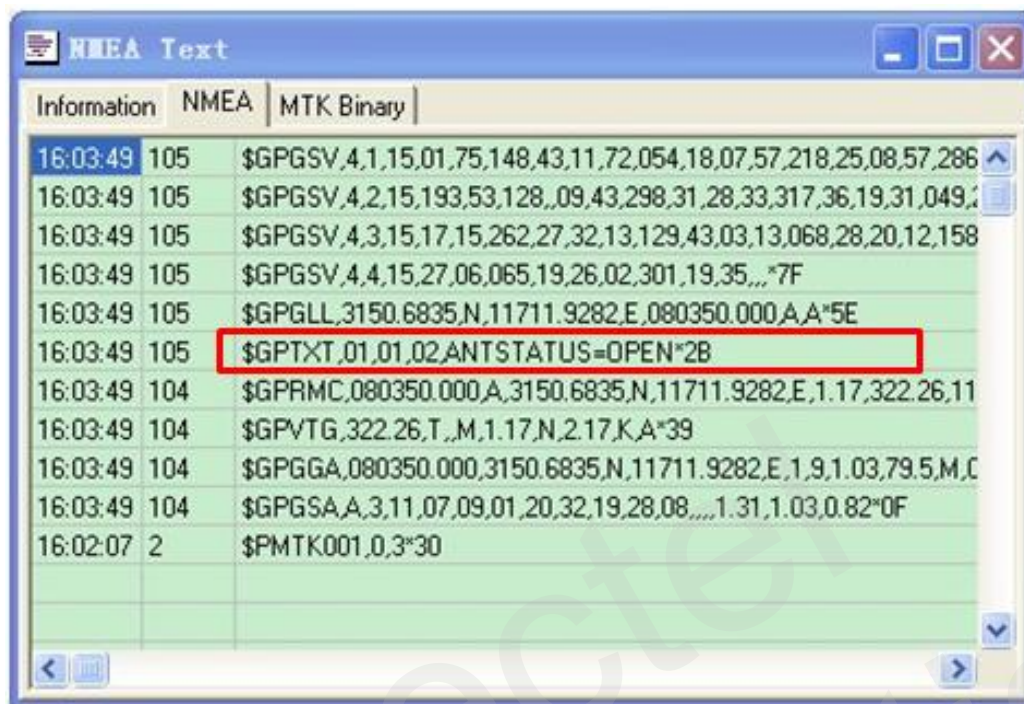 NMEA Text
Information NMEA MTK Binary
16:03:49 105 $GPGSV,4,1,15,01,75,148,43,11,72,054,18,07,57,218,25,08,57,286
16:03:49 105 $GPGSV,4,2,15,193,53,128,,09,43,298,31,28,33,317,36,19,31,049,
16:03:49 105 $GPGSV,4,3,15,17,15,262,27,32,13,129,43,03,13,068,28,20,12,158
16:03:49 105 $GPGSV,4,4,15,27,06,065,19,26,02,301,19,35,,,*7F
16:03:49 105 $GPGLL,3150.6835,N,11711.9282,E,080350.000,A,A*5E
16:03:49 105 $GPTXT,01,01,02,ANTSTATUS=OPEN*2B
16:03:49 104 $GPRMC,080350.000,A,3150.6835,N,11711.9282,E,1.17,322.26,11
16:03:49 104 $GPVTG,322.26,T,,M,1.17,N,2.17,K,A*39
16:03:49 104 $GPGGA,080350.000,3150.6835,N,11711.9282,E,1,9,1.03,79.5,M,
16:03:49 104 $GPGSA,A,3,11,07,09,01,20,32,19,28,08,,,,1.31,1.03,0.82*0F
16:02:07 2 $PMTK001,0,3*30